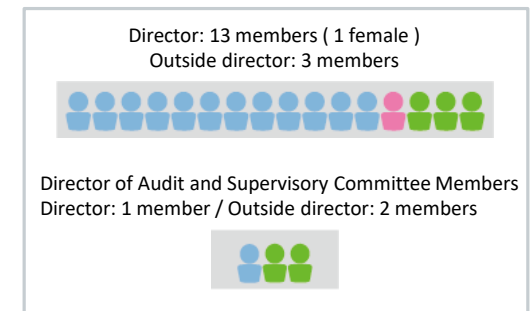 Director: 13 members ( 1 female )
Outside director: 3 members
Director of Audit and Supervisory Committee Members
Director: 1 member / Outside director: 2 members